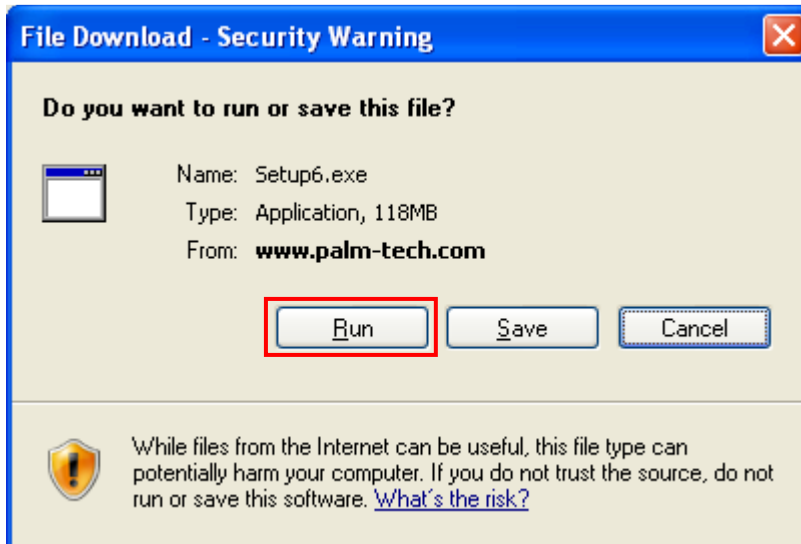 File Download - Security Warning
Do you want to run or save this file?
Name: Setup6.exe
Type: Application, 118MB
From: www.palm-tech.com
Run Save Cancel
While files from the Internet can be useful, this file type can
potentially harm your computer. If you do not trust the source, do not
run or save this software. What's the risk?